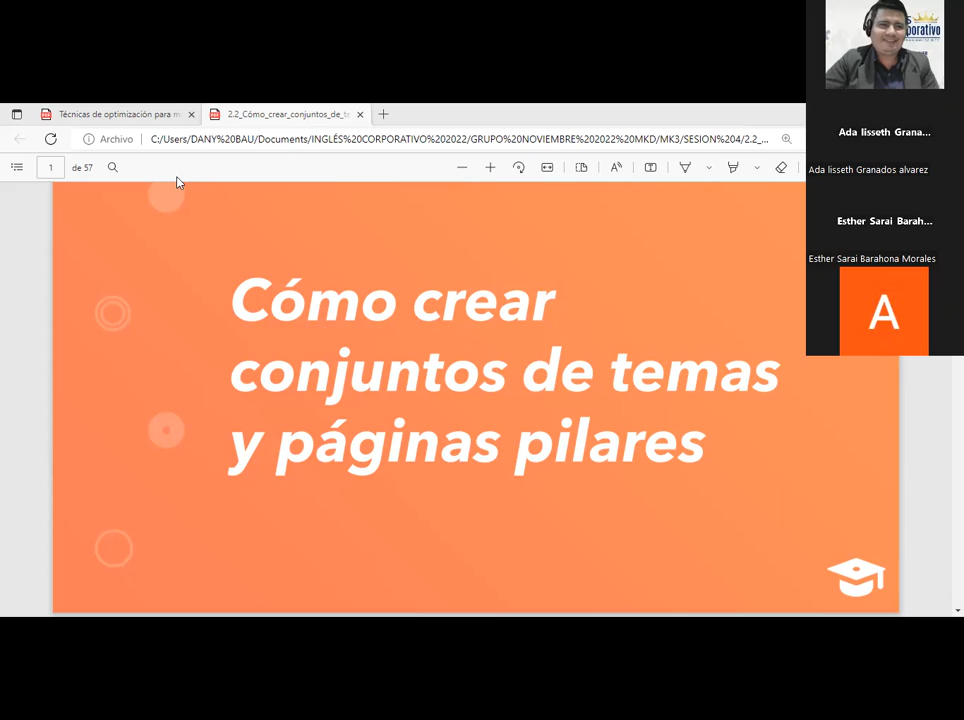 Técnicas de optimización para m
2.2_Cómo_crear_conjuntos_de_te
Archivo
C:/Users/DANY%20BAU/Documents/INGLÉS%20CORPORATIVO%202022/GRUPO%20NOVIEMBRE%202022%20MKD/MK3/SESION%204/2.2_...
1 de 57
Cómo crear
conjuntos de temas
y páginas pilares
S
porativo
Ada lisseth Grana...
Ada lisseth Granados alvarez
Esther Sarai Barah...
Esther Sarai Barahona Morales
A